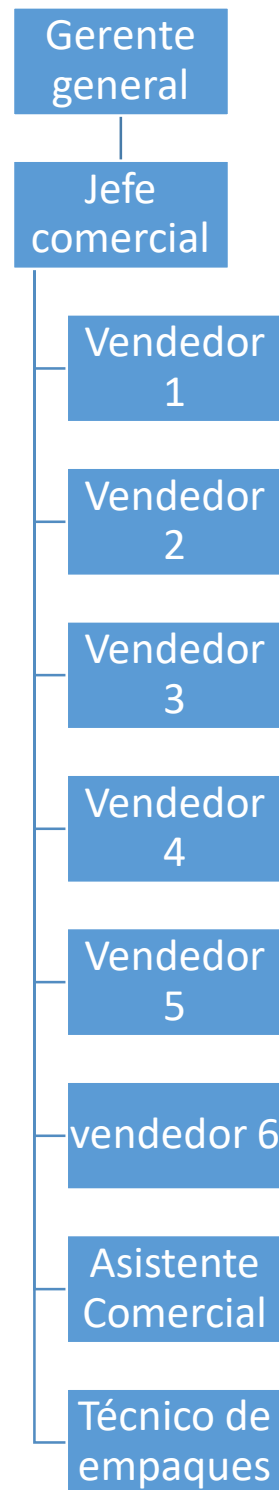 Gerente
general
Jefe
comercial
Vendedor
1
Vendedor
2
Vendedor
3
Vendedor
4
Vendedor
5
vendedor 6
Asistente
Comercial
Técnico de
empaques